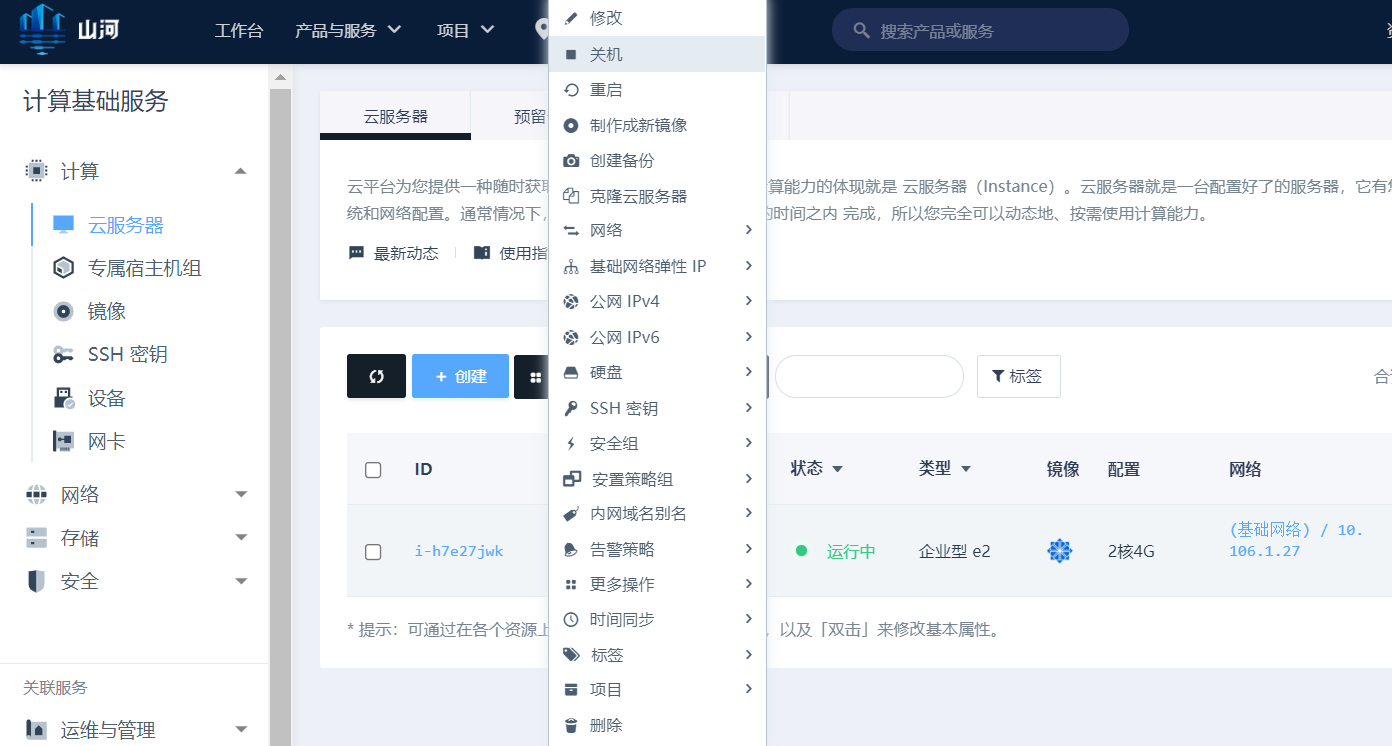 山河
工作台
产品与服务
项目
搜索产品或服务
计算基础服务
计算
云服务器
专属宿主机组
镜像
SSH 密钥
设备
网卡
网络
存储
安全
关联服务
运维与管理
云服务器
预留
云平台为您提供一种随时获
算能力的体现就是 云服务器（Instance）。云服务器就是一台配置好了的服务器，它有
统和网络配置。通常情况下，
的时间之内 完成，所以您完全可以动态地、按需使用计算能力。
最新动态
使用指
创建
标签
合
ID
状态
类型
镜像
配置
网络
i-h7e27jwk
运行中
企业型 e2
2核4G
(基础网络) / 10.
106.1.27
* 提示：可通过在各个资源上
，以及「双击」来修改基本属性。
修改
关机
重启
制作成新镜像
创建备份
克隆云服务器
网络
基础网络弹性 IP
公网 IPv4
公网 IPv6
硬盘
SSH 密钥
安全组
安置策略组
内网域名别名
告警策略
更多操作
时间同步
标签
项目
删除